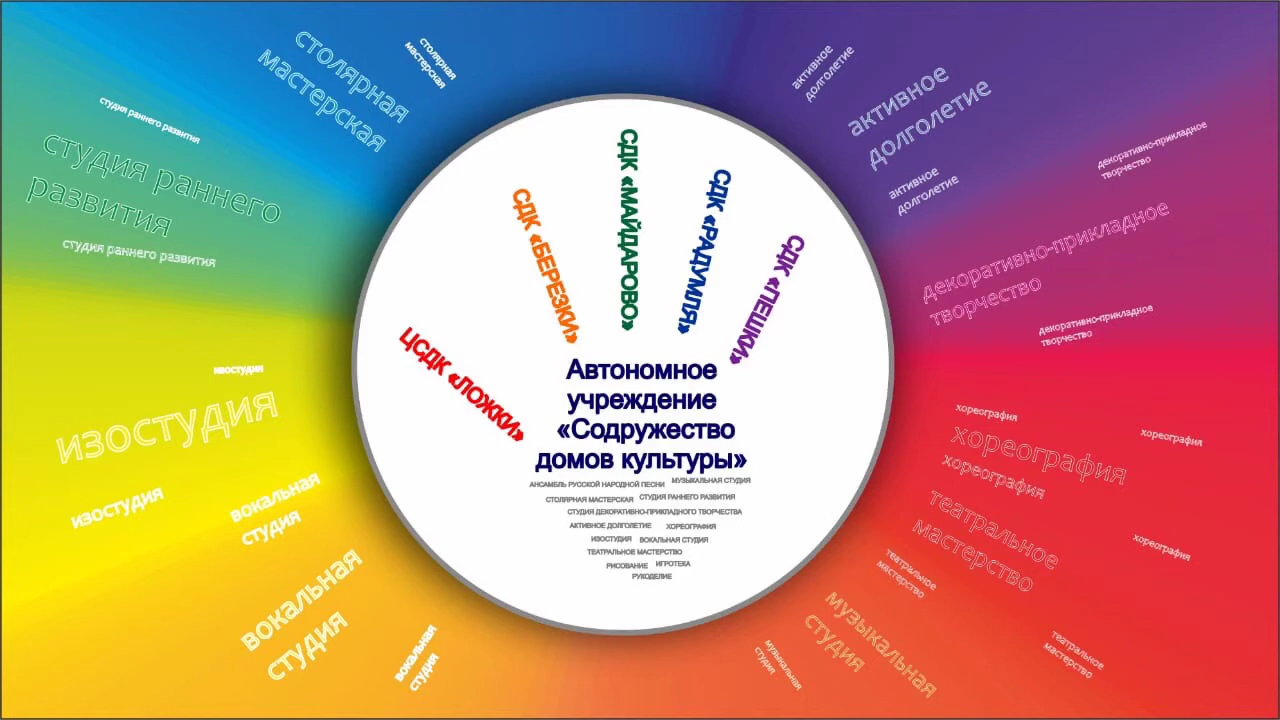 столярная
мастерская
столярная
мастерская
студия раннего развития
студия раннего
развития
студия раннего развития
изостудия
изостудия
изостудия
вокальная
студия
вокальная
студия
вокальная
студия
ЦСДК «ЛОЖКИ»
СДК «БЕРЕЗКИ»
СДК «МАЙДАРОВО»
СДК «РАДУМЛЯ»
СДК «ПЕШКИ»
Автономное
учреждение
«Содружество
домов культуры»
АНСАМБЛЬ РУССКОЙ НАРОДНОЙ ПЕСНИ МУЗЫКАЛЬНАЯ СТУДИЯ
СТОЛЯРНАЯ МАСТЕРСКАЯ СТУДИЯ РАННЕГО РАЗВИТИЯ
СТУДИЯ ДЕКОРАТИВНО-ПРИКЛАДНОГО ТВОРЧЕСТВА
АКТИВНОЕ ДОЛГОЛЕТИЕ ХОРЕОГРАФИЯ
ИЗОСТУДИЯ ВОКАЛЬНАЯ СТУДИЯ
ТЕАТРАЛЬНОЕ МАСТЕРСТВО
РИСОВАНИЕ ИГРОТЕКА
РУКОДЕЛИЕ
активное
долголетие
активное
долголетие
активное
долголетие
декоративно-прикладное
творчество
декоративно-прикладное
творчество
декоративно-прикладное
творчество
хореография
хореография
хореография
хореография
хореография
театральное
мастерство
театральное
мастерство
театральное
мастерство
музыкальная
студия
музыкальная
студия